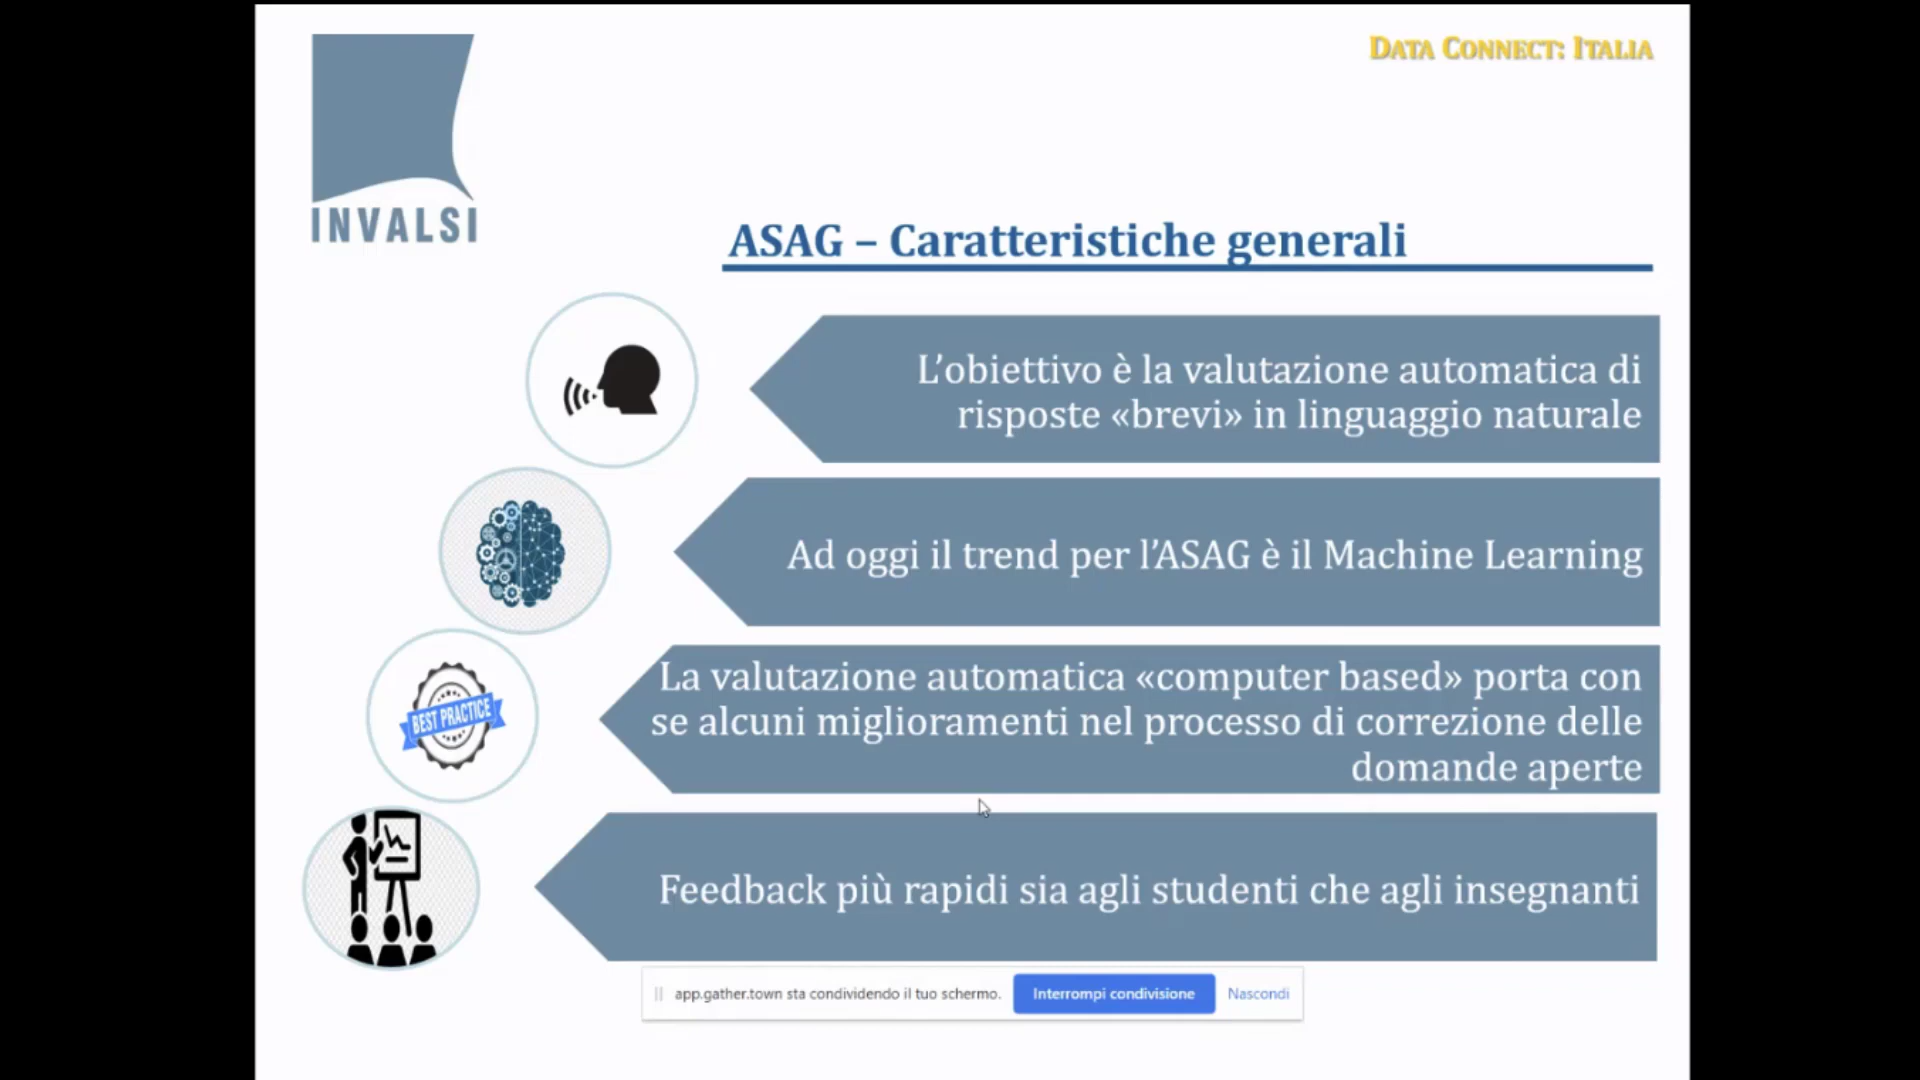 DATA CONNECT: ITALIA
INVALSI
ASAG – Caratteristiche generali
L’obiettivo è la valutazione automatica di
risposte «brevi» in linguaggio naturale
Ad oggi il trend per l’ASAG è il Machine Learning
BEST PRACTICE
La valutazione automatica «computer based» porta con
se alcuni miglioramenti nel processo di correzione delle
domande aperte
Feedback più rapidi sia agli studenti che agli insegnanti
app.gather.town sta condividendo il tuo schermo. Interrompi condivisione Nascondi